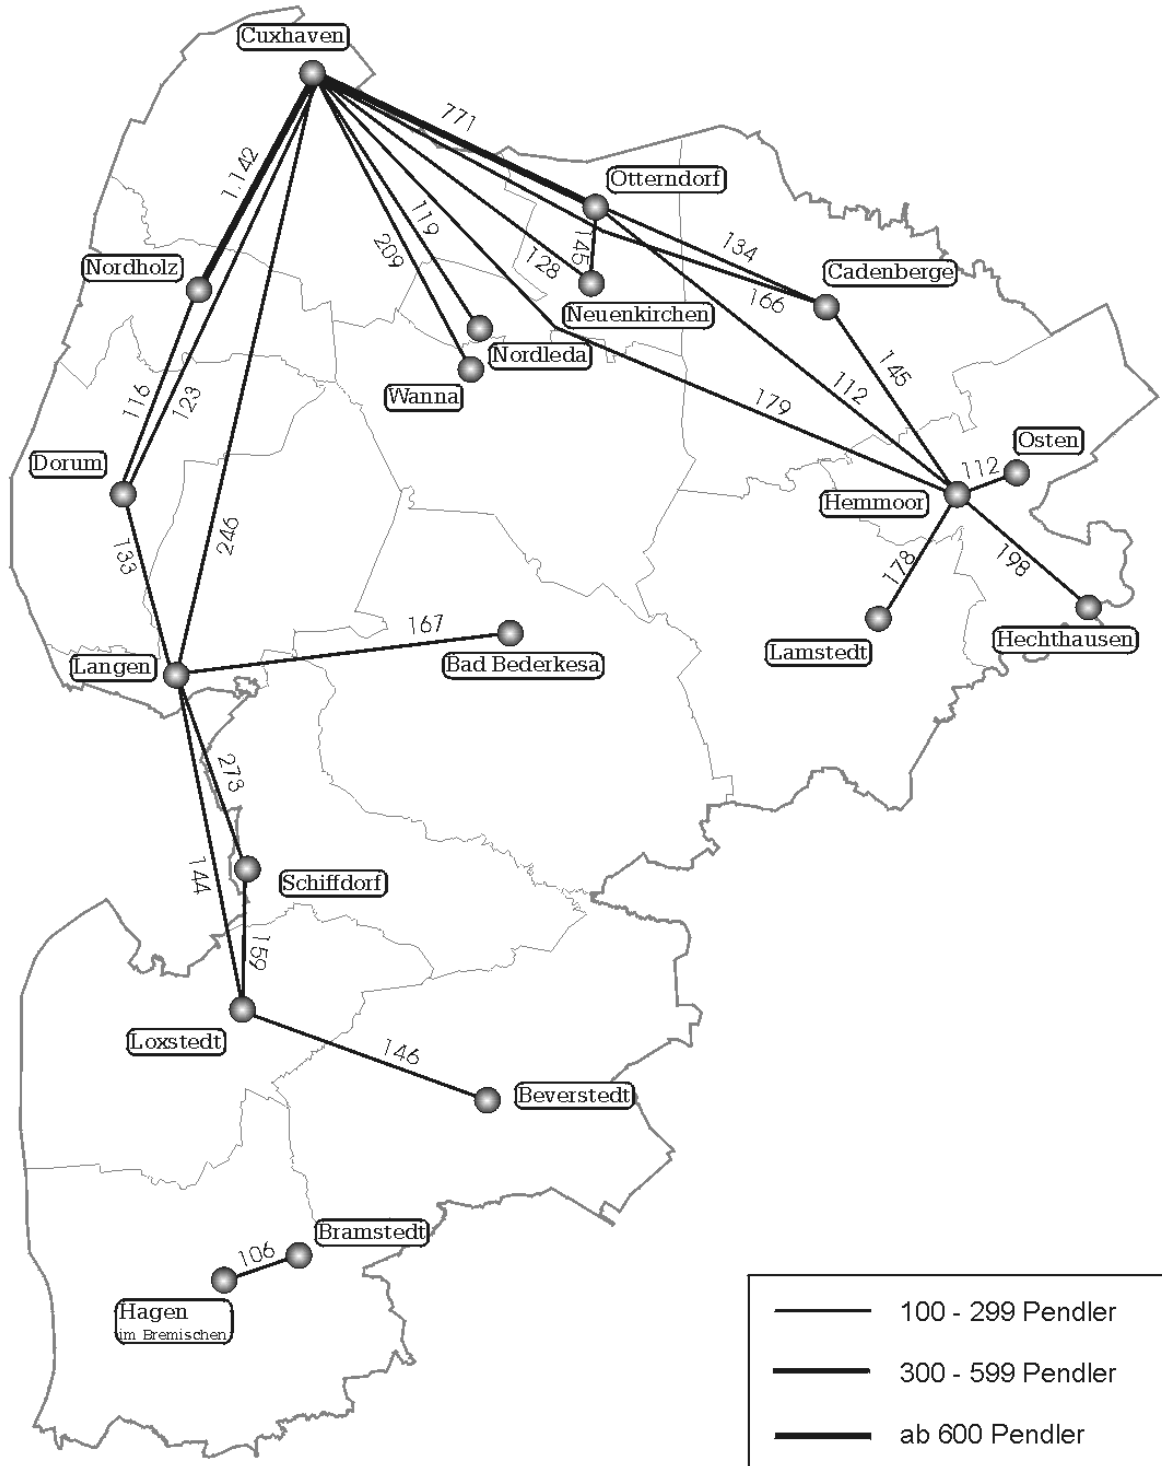 Cuxhaven
771
Otterndorf
1.142
119
209
145
134
Nordholz
128
Cadenberge
166
Neuenkirchen
Nordleda
Wanna
145
112
179
116
123
Osten
Dorum
112
Hemmoor
246
133
178
198
167
Hechthausen
Langen
Bad Bederkesa
Lamstedt
273
144
Schiffdorf
159
Loxstedt
146
Beverstedt
Bramstedt
106
Hagen
im Bremischen
100 - 299 Pendler
300 - 599 Pendler
ab 600 Pendler